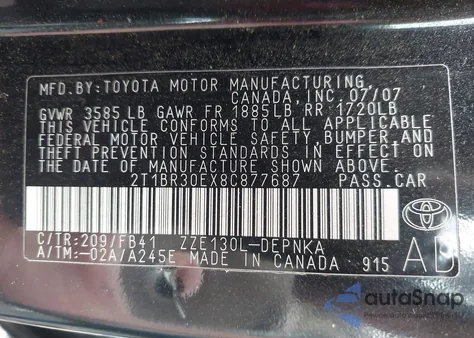 MFD.BY:TOYOTA MOTOR MANUFACTURING
CANADA, INC. 07/07
GVWR 3585 LB GAWR FR 1885LB RR 1720LB
THIS VEHICLE CONFORMS TO ALL APPLICABLE
FEDERAL MOTOR VEHICLE SAFETY, BUMPER, AND
THEFT PREVENTION STANDARDS IN EFFECT ON
THE DATE OF MANUFACTURE SHOWN ABOVE.
2T1BR30EX8C877687 PASS.CAR
C/TR:209/FB41 ZZE130L-DEPNKA
A/TM:-02A/A245E MADE IN CANADA 915
AD
autoSnap